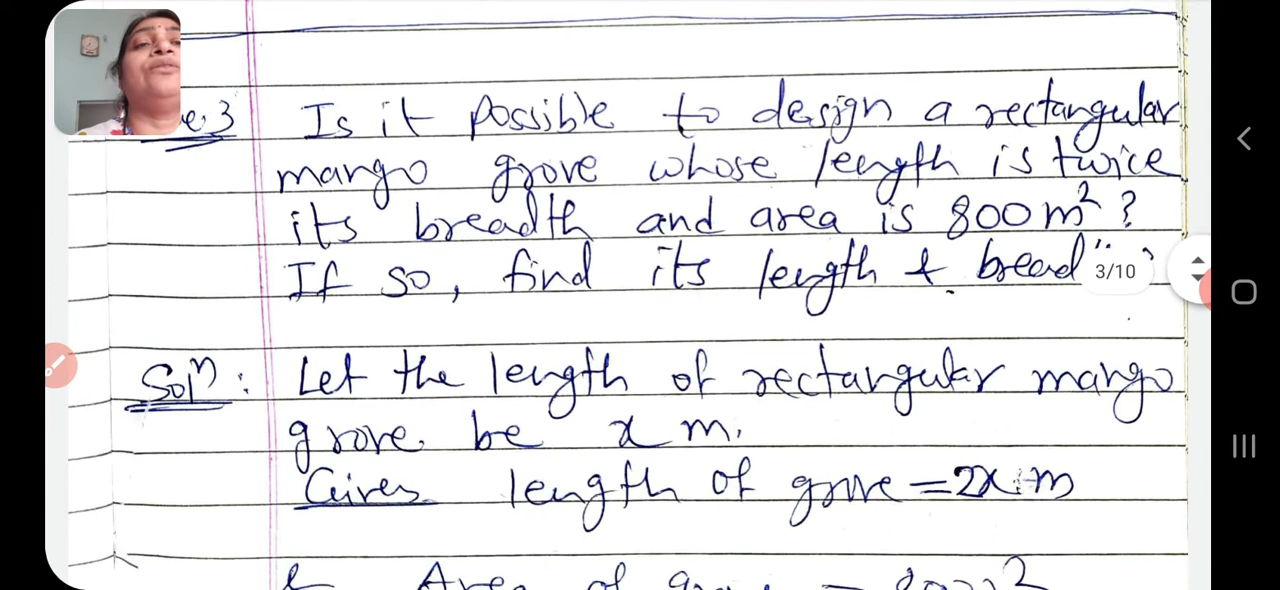 Is it possible to design a rectangular
mango grove whose length is twice
its breadth and area is 800 m² ?
If so, find its length &
3/10
Solⁿ : Let the length of rectangular mango
grove be x m.
Given length of grove = 2x m
& Area of